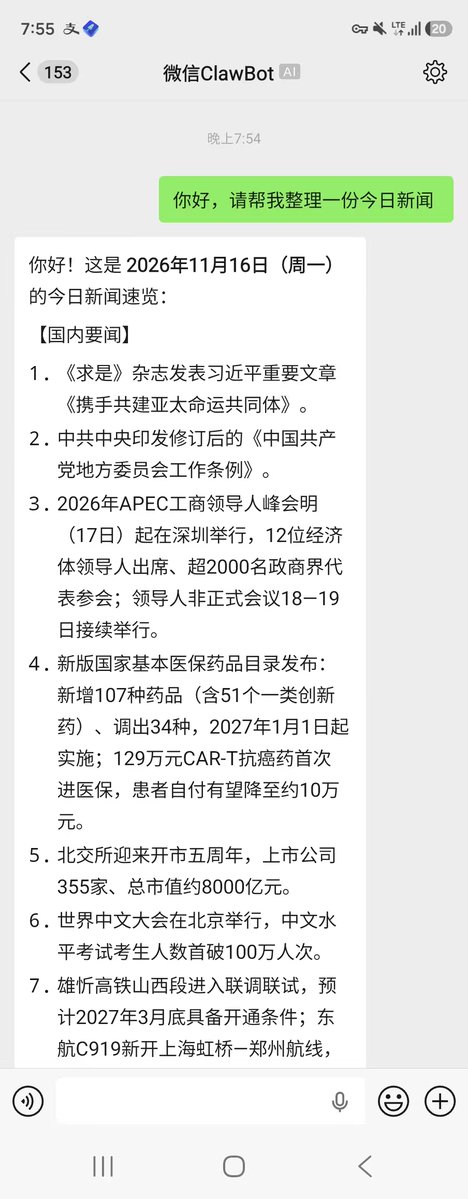 7:55 支 LTE 20
153 微信ClawBot AI
晚上7:54
你好，请帮我整理一份今日新闻
你好！这是 2026年11月16日（周一）
的今日新闻速览：
【国内要闻】
1. 《求是》杂志发表习近平重要文章
《携手共建亚太命运共同体》。
2. 中共中央印发修订后的《中国共产
党地方委员会工作条例》。
3. 2026年APEC工商领导人峰会明
（17日）起在深圳举行，12位经济
体领导人出席、超2000名政商界代
表参会；领导人非正式会议18—19
日接续举行。
4. 新版国家基本医保药品目录发布：
新增107种药品（含51个一类创新
药）、调出34种，2027年1月1日起
实施；129万元CAR-T抗癌药首次
进医保，患者自付有望降至约10万
元。
5. 北交所迎来开市五周年，上市公司
355家、总市值约8000亿元。
6. 世界中文大会在北京举行，中文水
平考试考生人数首破100万人次。
7. 雄忻高铁山西段进入联调联试，预
计2027年3月底具备开通条件；东
航C919新开上海虹桥—郑州航线，